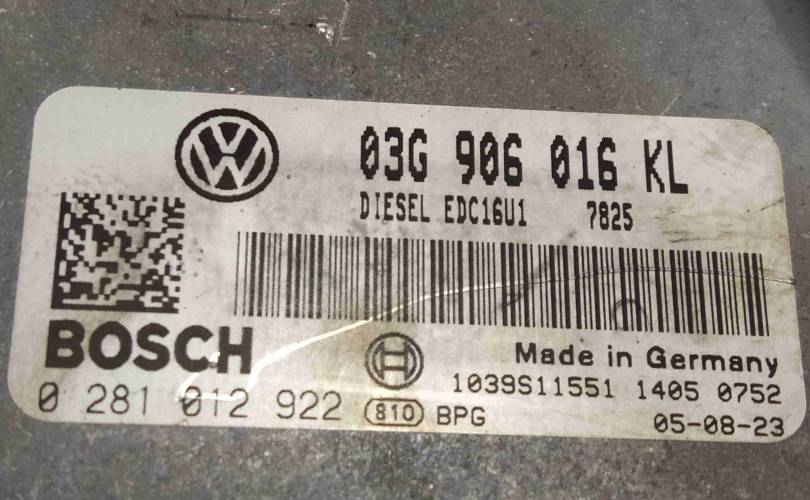 03G 906 016 KL
DIESEL EDC16U1 7825
BOSCH
Made in Germany
0 281 012 922 810 BPG
1039S11551 1405 0752
05-08-23